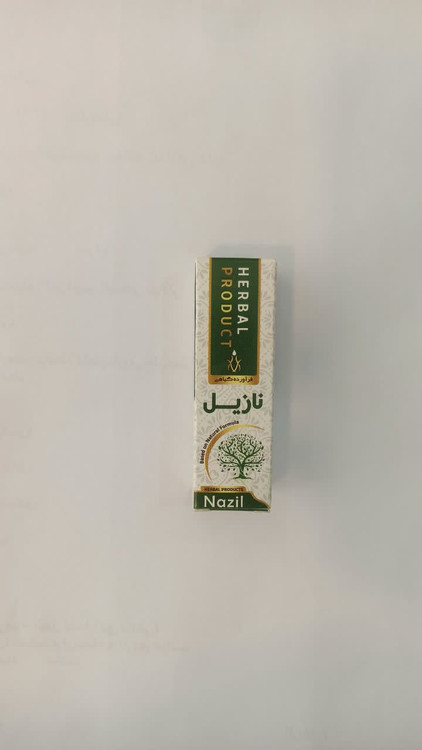 HERBAL
PRODUCT
فرآورده گیاهی
نازیل
Based on Natural Formula
HERBAL PRODUCTS
Nazil